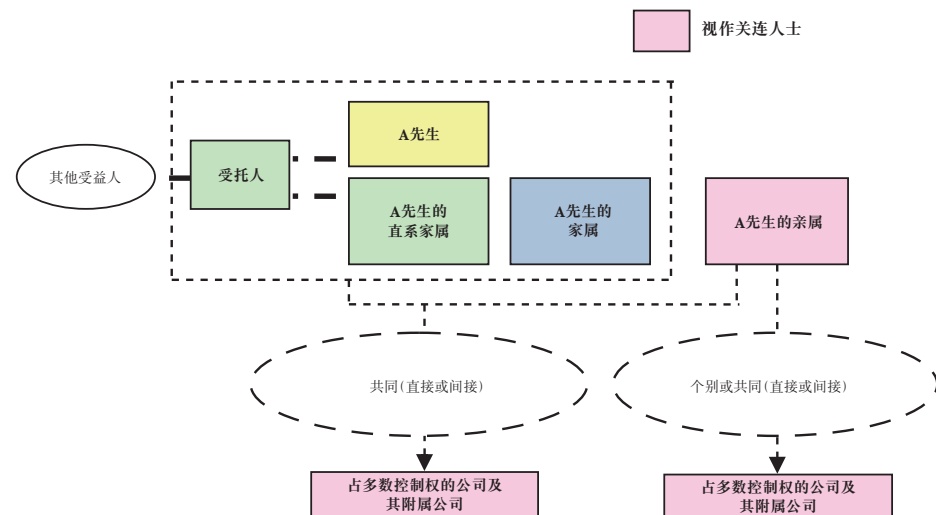 视作关连人士
A先生
其他受益人
受托人
A先生的
直系家属
A先生的
家属
A先生的亲属
共同(直接或间接)
个别或共同(直接或间接)
占多数控制权的公司及
其附属公司
占多数控制权的公司及
其附属公司